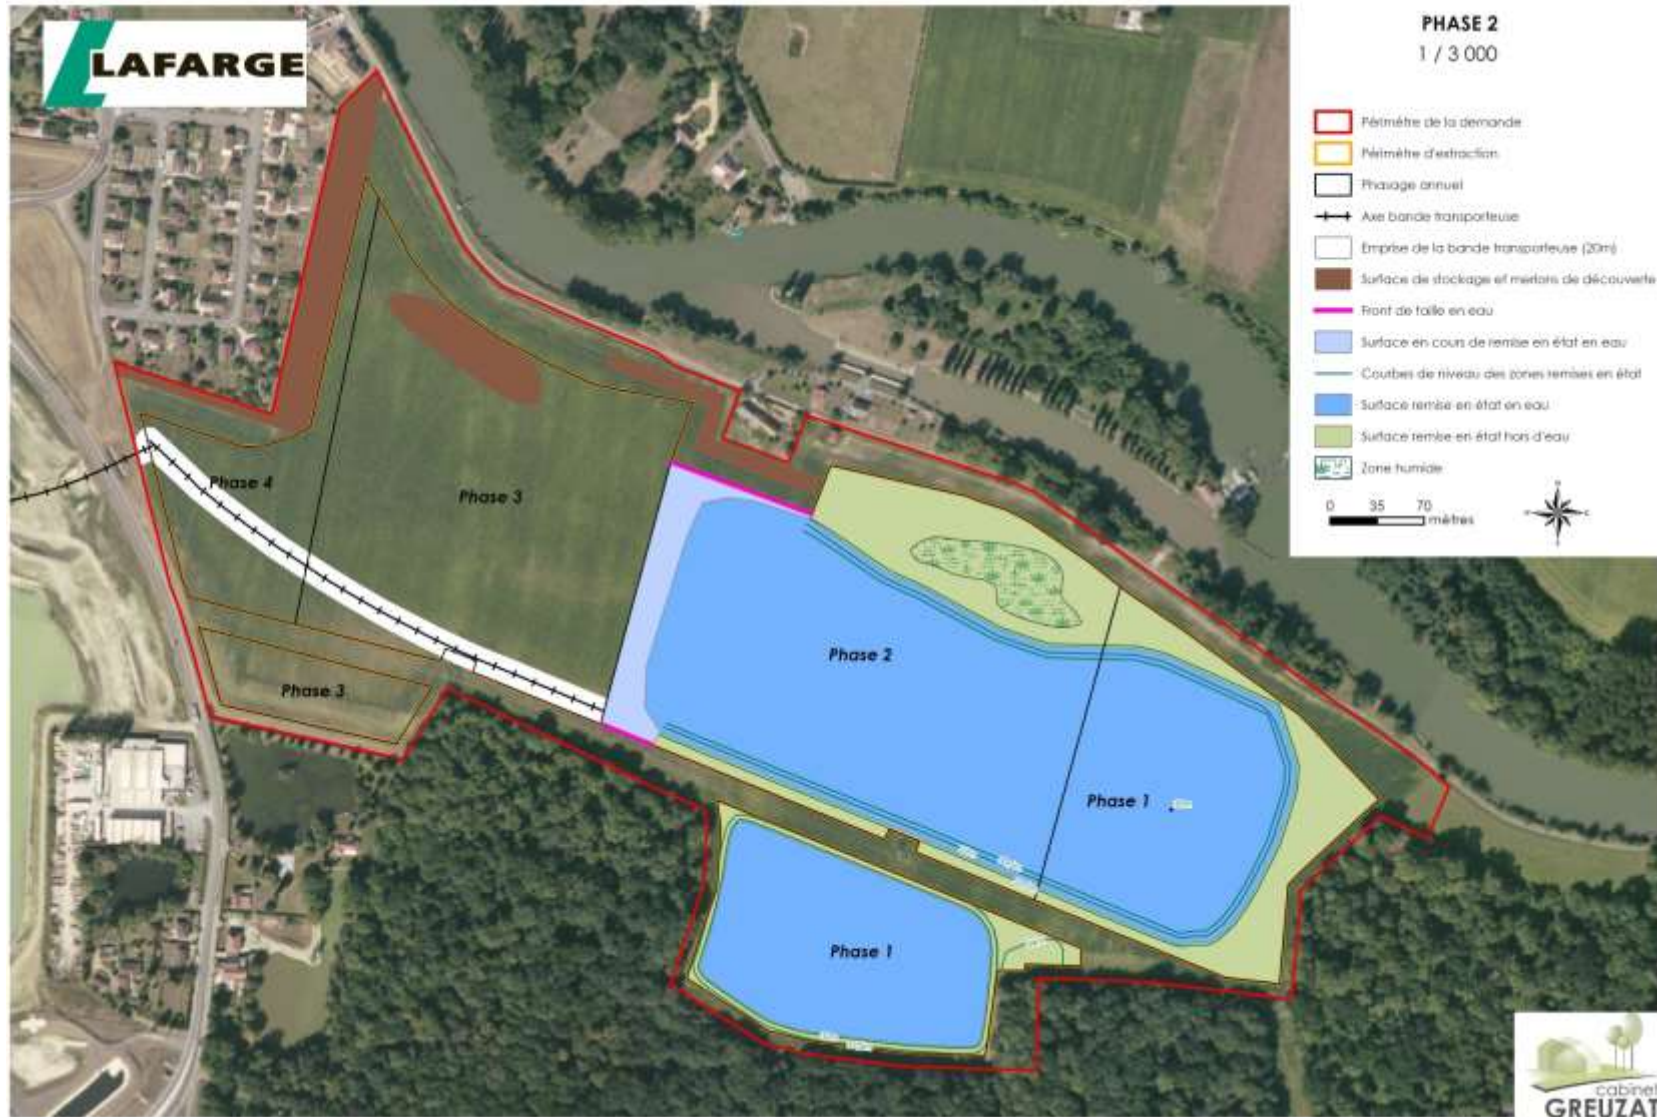 LAFARGE
PHASE 2
1 / 3 000
Périmètre de la demande
Périmètre d'extraction
Phasage annuel
Axe bande transporteuse
Emprise de la bande transporteuse (20m)
Surface de stockage et merlons de découverte
Front de taille en eau
Surface en cours de remise en état en eau
Courbes de niveau des zones remises en état
Surface remise en état en eau
Surface remise en état hors d'eau
Zone humide
0 35 70
mètres
Phase 4
Phase 3
Phase 3
Phase 2
Phase 1
Phase 1
cabinet
GREUZAT